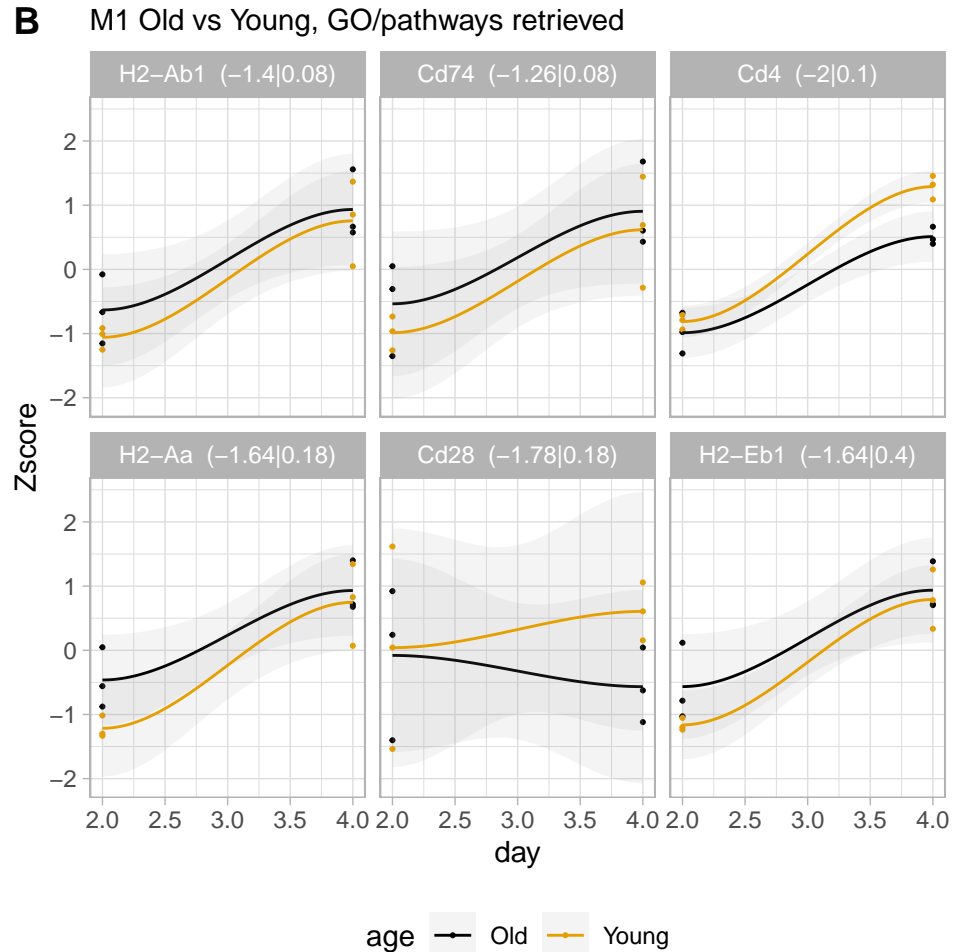 B M1 Old vs Young, GO/pathways retrieved
H2−Ab1 (−1.4|0.08) Cd74 (−1.26|0.08) Cd4 (−2|0.1)
2
1
0
−1
−2
H2−Aa (−1.64|0.18) Cd28 (−1.78|0.18) H2−Eb1 (−1.64|0.4)
2
1
0
−1
−2
Zscore
2.0 2.5 3.0 3.5 4.0 2.0 2.5 3.0 3.5 4.0 2.0 2.5 3.0 3.5 4.0
day
age Old Young